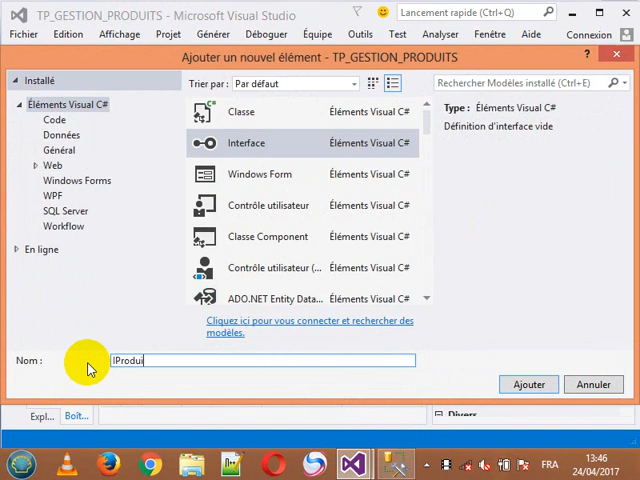 TP_GESTION_PRODUITS - Microsoft Visual Studio
Lancement rapide (Ctrl+Q)
Fichier Edition Affichage Projet Générer Déboguer Équipe Outils Test Analyser Fenêtre Aide Connexion
Ajouter un nouvel élément - TP_GESTION_PRODUITS
?
Installé
Trier par : Par défaut
Rechercher Modèles installé (Ctrl+E)
Éléments Visual C#
Code
Données
Général
Web
Windows Forms
WPF
SQL Server
Workflow
En ligne
Classe Éléments Visual C#
Interface Éléments Visual C#
Windows Form Éléments Visual C#
Contrôle utilisateur Éléments Visual C#
Classe Component Éléments Visual C#
Contrôle utilisateur (... Éléments Visual C#
ADO.NET Entity Data... Éléments Visual C#
Type : Éléments Visual C#
Définition d'interface vide
Cliquez ici pour vous connecter et rechercher des
modèles.
Nom : IProdui
Ajouter Annuler
Expl... Boît... Divers
FRA
13:46
24/04/2017